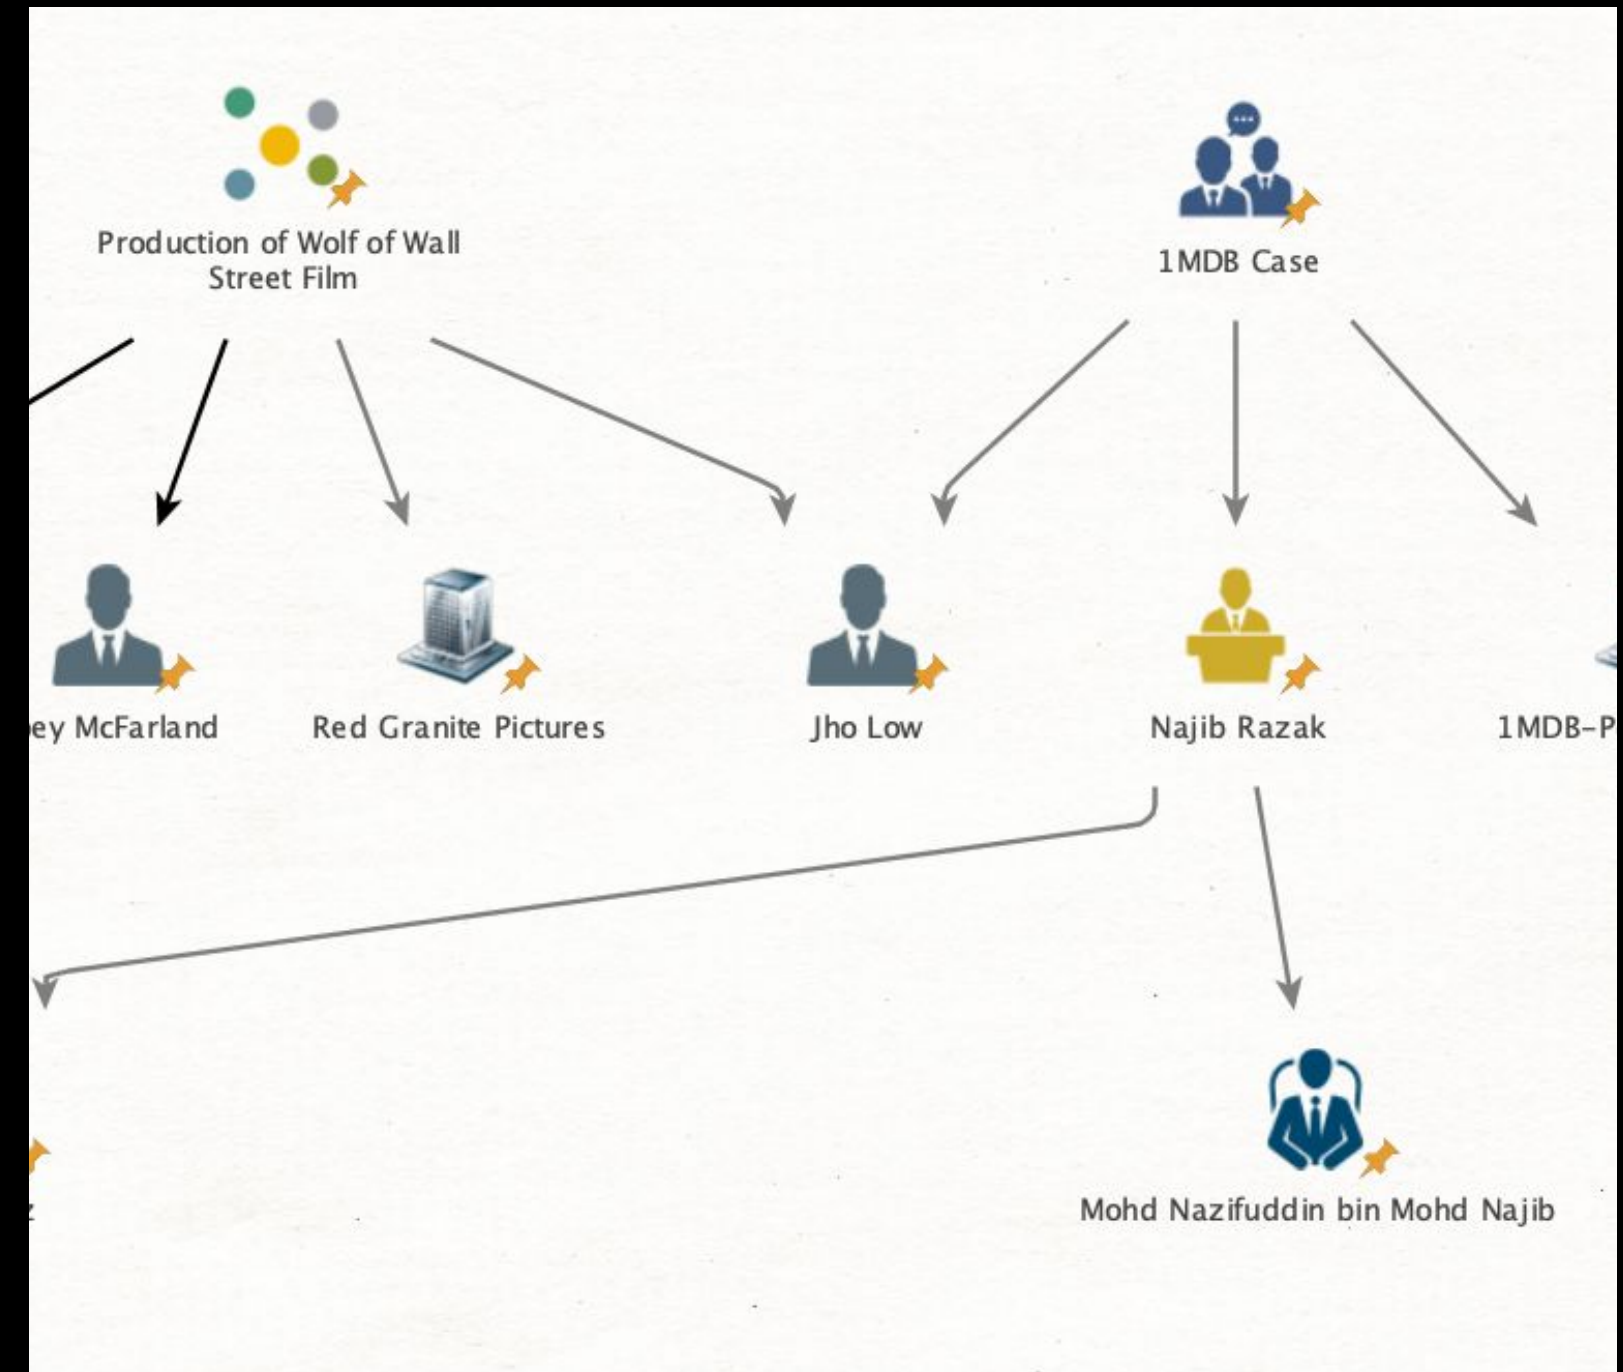 Production of Wolf of Wall
Street Film
1MDB Case
ey McFarland
Red Granite Pictures
Jho Low
Najib Razak
1MDB-P
z
Mohd Nazifuddin bin Mohd Najib